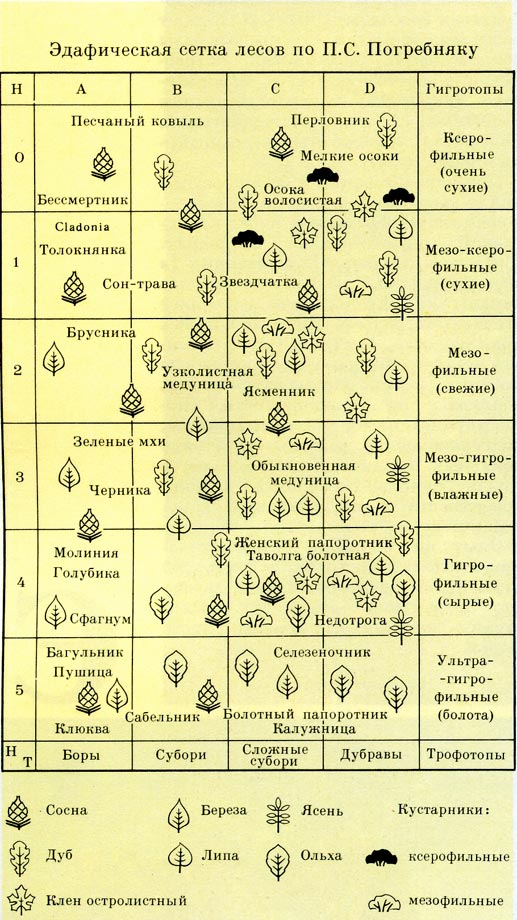 Эдафическая сетка лесов по П.С. Погребняку
Н А В С D Гигротопы
0
Песчаный ковыль
Перловник
Мелкие осоки
Бессмертник
Осока
волосистая
Ксеро-
фильные
(очень
сухие)
1
Cladonia
Толокнянка
Сон-трава
Звездчатка
Мезо-ксеро-
фильные
(сухие)
2
Брусника
Узколистная
медуница
Ясменник
Мезо-
фильные
(свежие)
3
Зеленые мхи
Черника
Обыкновенная
медуница
Мезо-гигро-
фильные
(влажные)
4
Молиния
Голубика
Сфагнум
Женский папоротник
Таволга болотная
Недотрога
Гигро-
фильные
(сырые)
5
Багульник
Пушица
Клюква
Сабельник
Селезеночник
Болотный папоротник
Калужница
Ультра-
-гигро-
фильные
(болота)
Н Т
Боры
Субори
Сложные
субори
Дубравы
Трофотопы
Сосна
Береза
Ясень
Кустарники:
Дуб
Липа
Ольха
ксерофильные
Клен остролистный
мезофильные